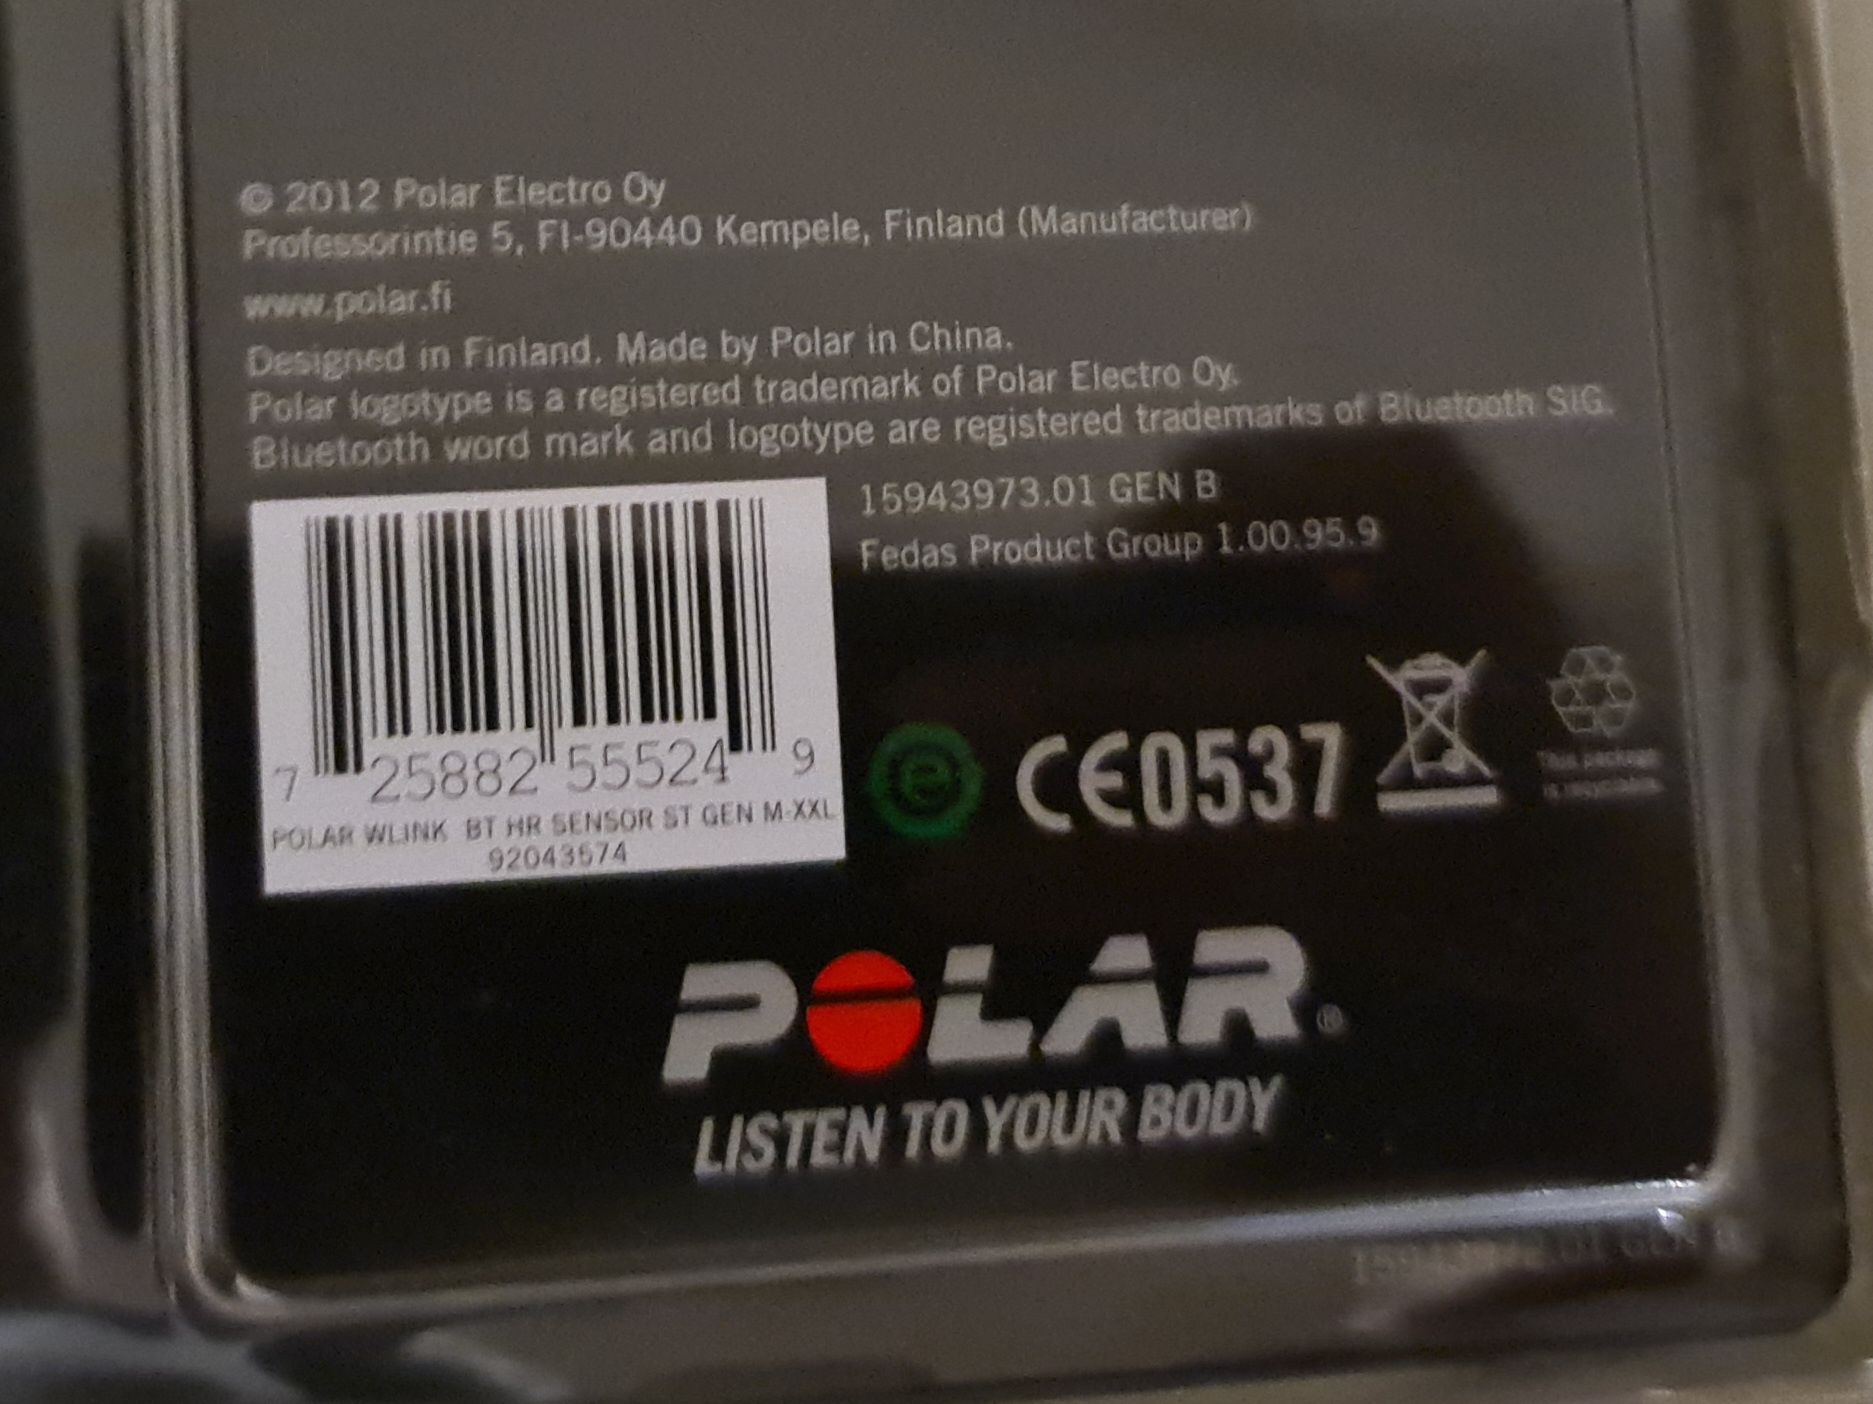 © 2012 Polar Electro Oy
Professorintie 5, FI-90440 Kempele, Finland (Manufacturer)
www.polar.fi
Designed in Finland. Made by Polar in China.
Polar logotype is a registered trademark of Polar Electro Oy.
Bluetooth word mark and logotype are registered trademarks of Bluetooth SIG.
15943973.01 GEN B
Fedas Product Group 1.00.95.9
7 25882 55524 9
POLAR WLINK BT HR SENSOR ST GEN M-XXL
92043574
e
CE0537
This package
POLAR®
LISTEN TO YOUR BODY